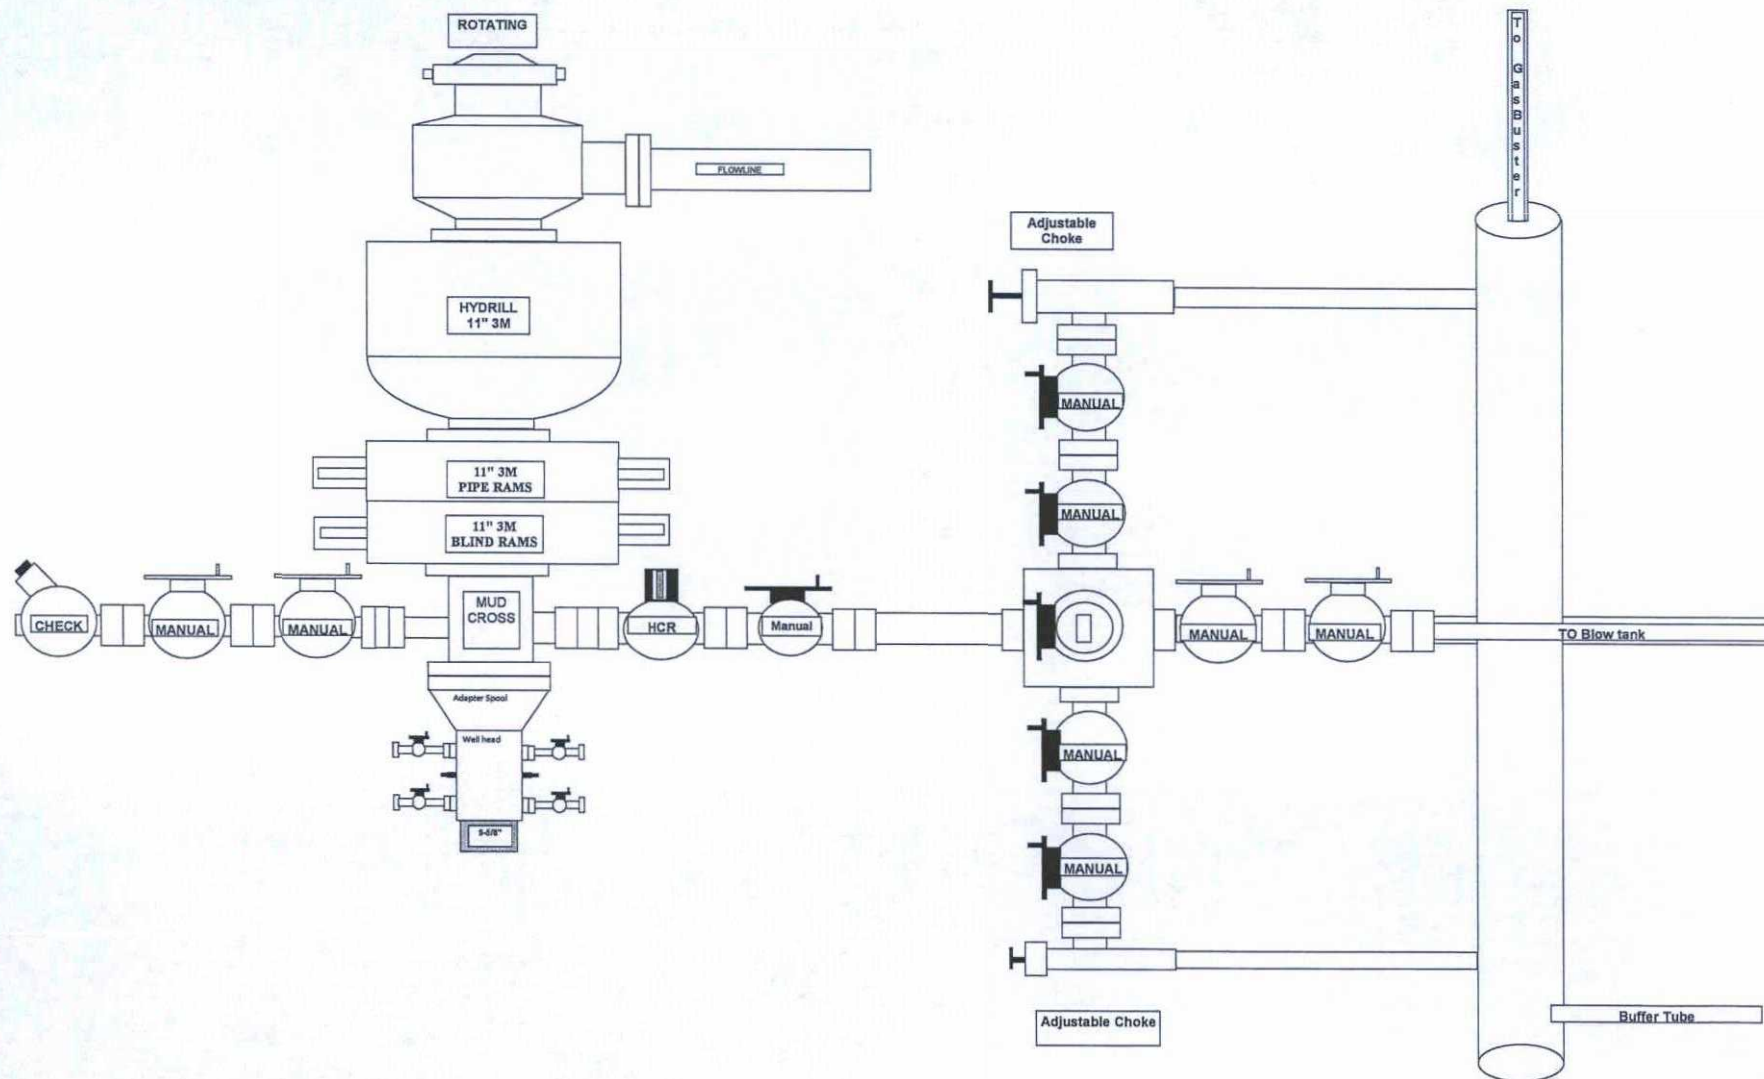 ROTATING
To GasBuster
FLOWLINE
Adjustable
Choke
HYDRILL
11" 3M
MANUAL
11" 3M
PIPE RAMS
MANUAL
11" 3M
BLIND RAMS
CHECK
MANUAL
MANUAL
MUD
CROSS
HCR
Manual
MANUAL
MANUAL
TO Blow tank
Adapter Spool
Well head
MANUAL
9-5/8"
MANUAL
Adjustable Choke
Buffer Tube